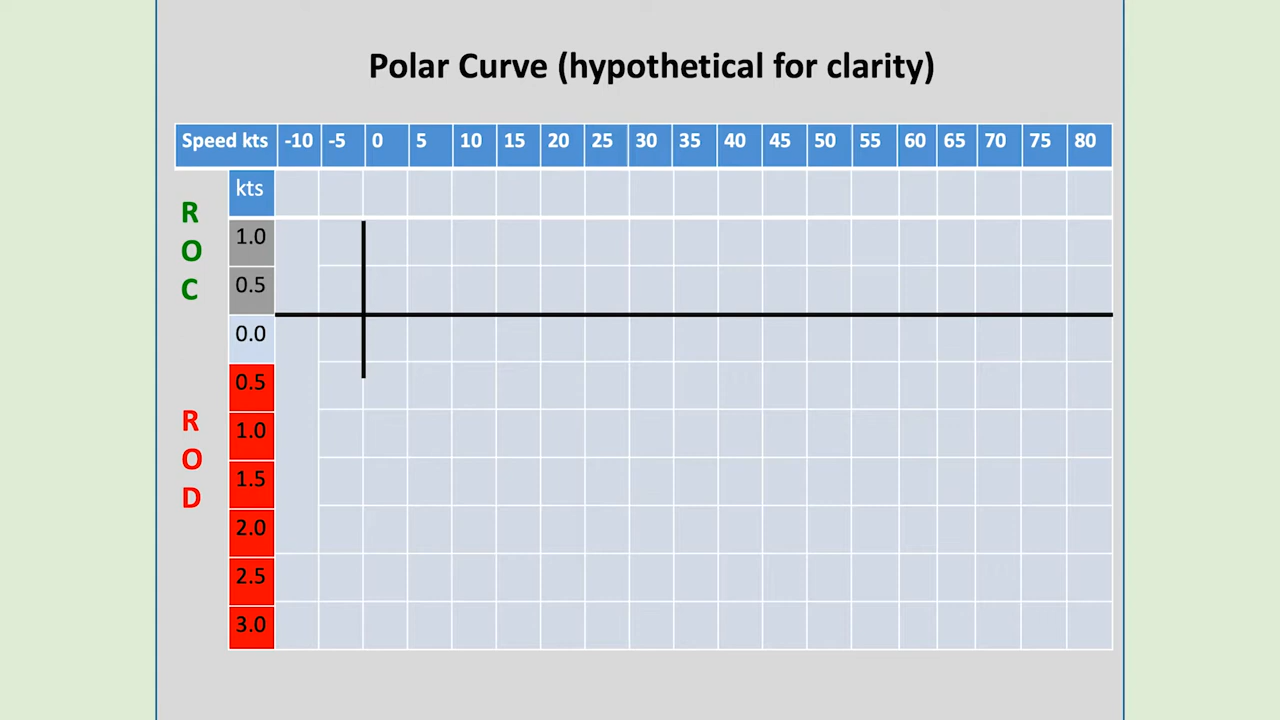 Polar Curve (hypothetical for clarity)
Speed kts -10 -5 0 5 10 15 20 25 30 35 40 45 50 55 60 65 70 75 80
kts
R
O
C
1.0
0.5
0.0
0.5
1.0
1.5
2.0
2.5
3.0
R
O
D